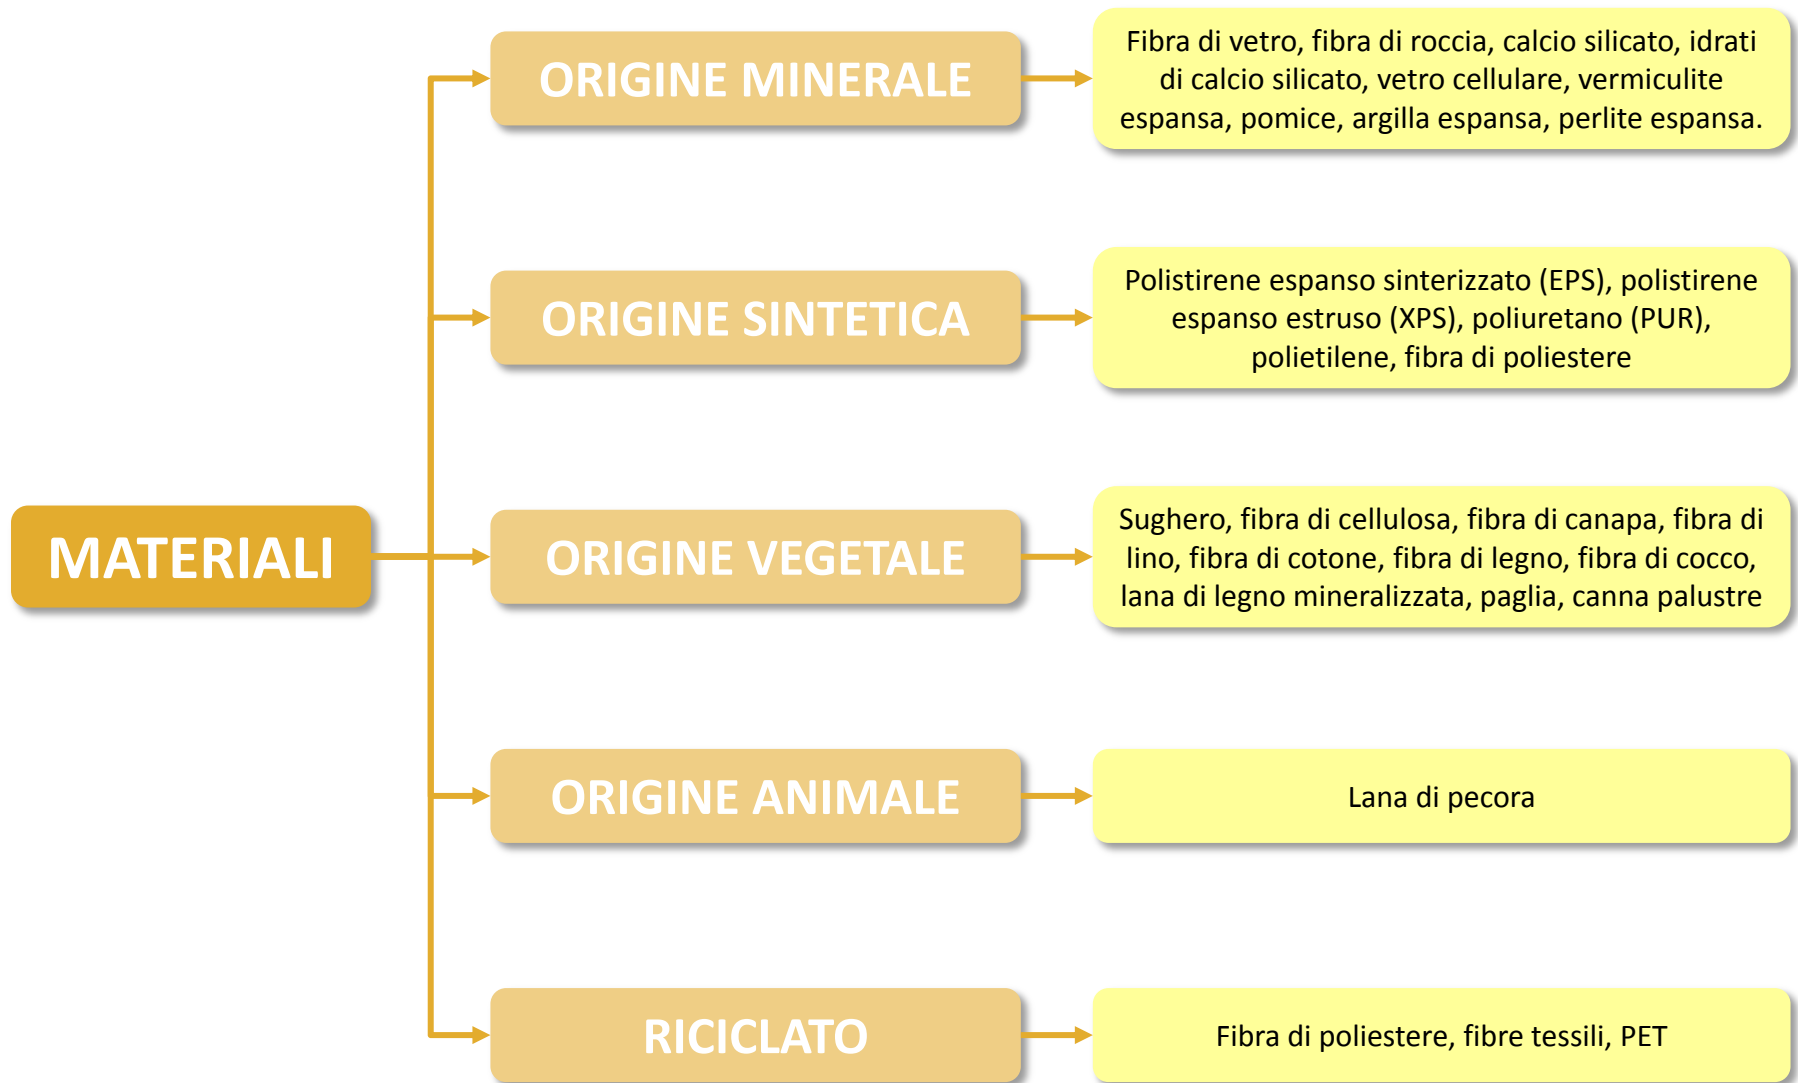 MATERIALI
ORIGINE MINERALE
Fibra di vetro, fibra di roccia, calcio silicato, idrati
di calcio silicato, vetro cellulare, vermiculite
espansa, pomice, argilla espansa, perlite espansa.
ORIGINE SINTETICA
Polistirene espanso sinterizzato (EPS), polistirene
espanso estruso (XPS), poliuretano (PUR),
polietilene, fibra di poliestere
ORIGINE VEGETALE
Sughero, fibra di cellulosa, fibra di canapa, fibra di
lino, fibra di cotone, fibra di legno, fibra di cocco,
lana di legno mineralizzata, paglia, canna palustre
ORIGINE ANIMALE
Lana di pecora
RICICLATO
Fibra di poliestere, fibre tessili, PET